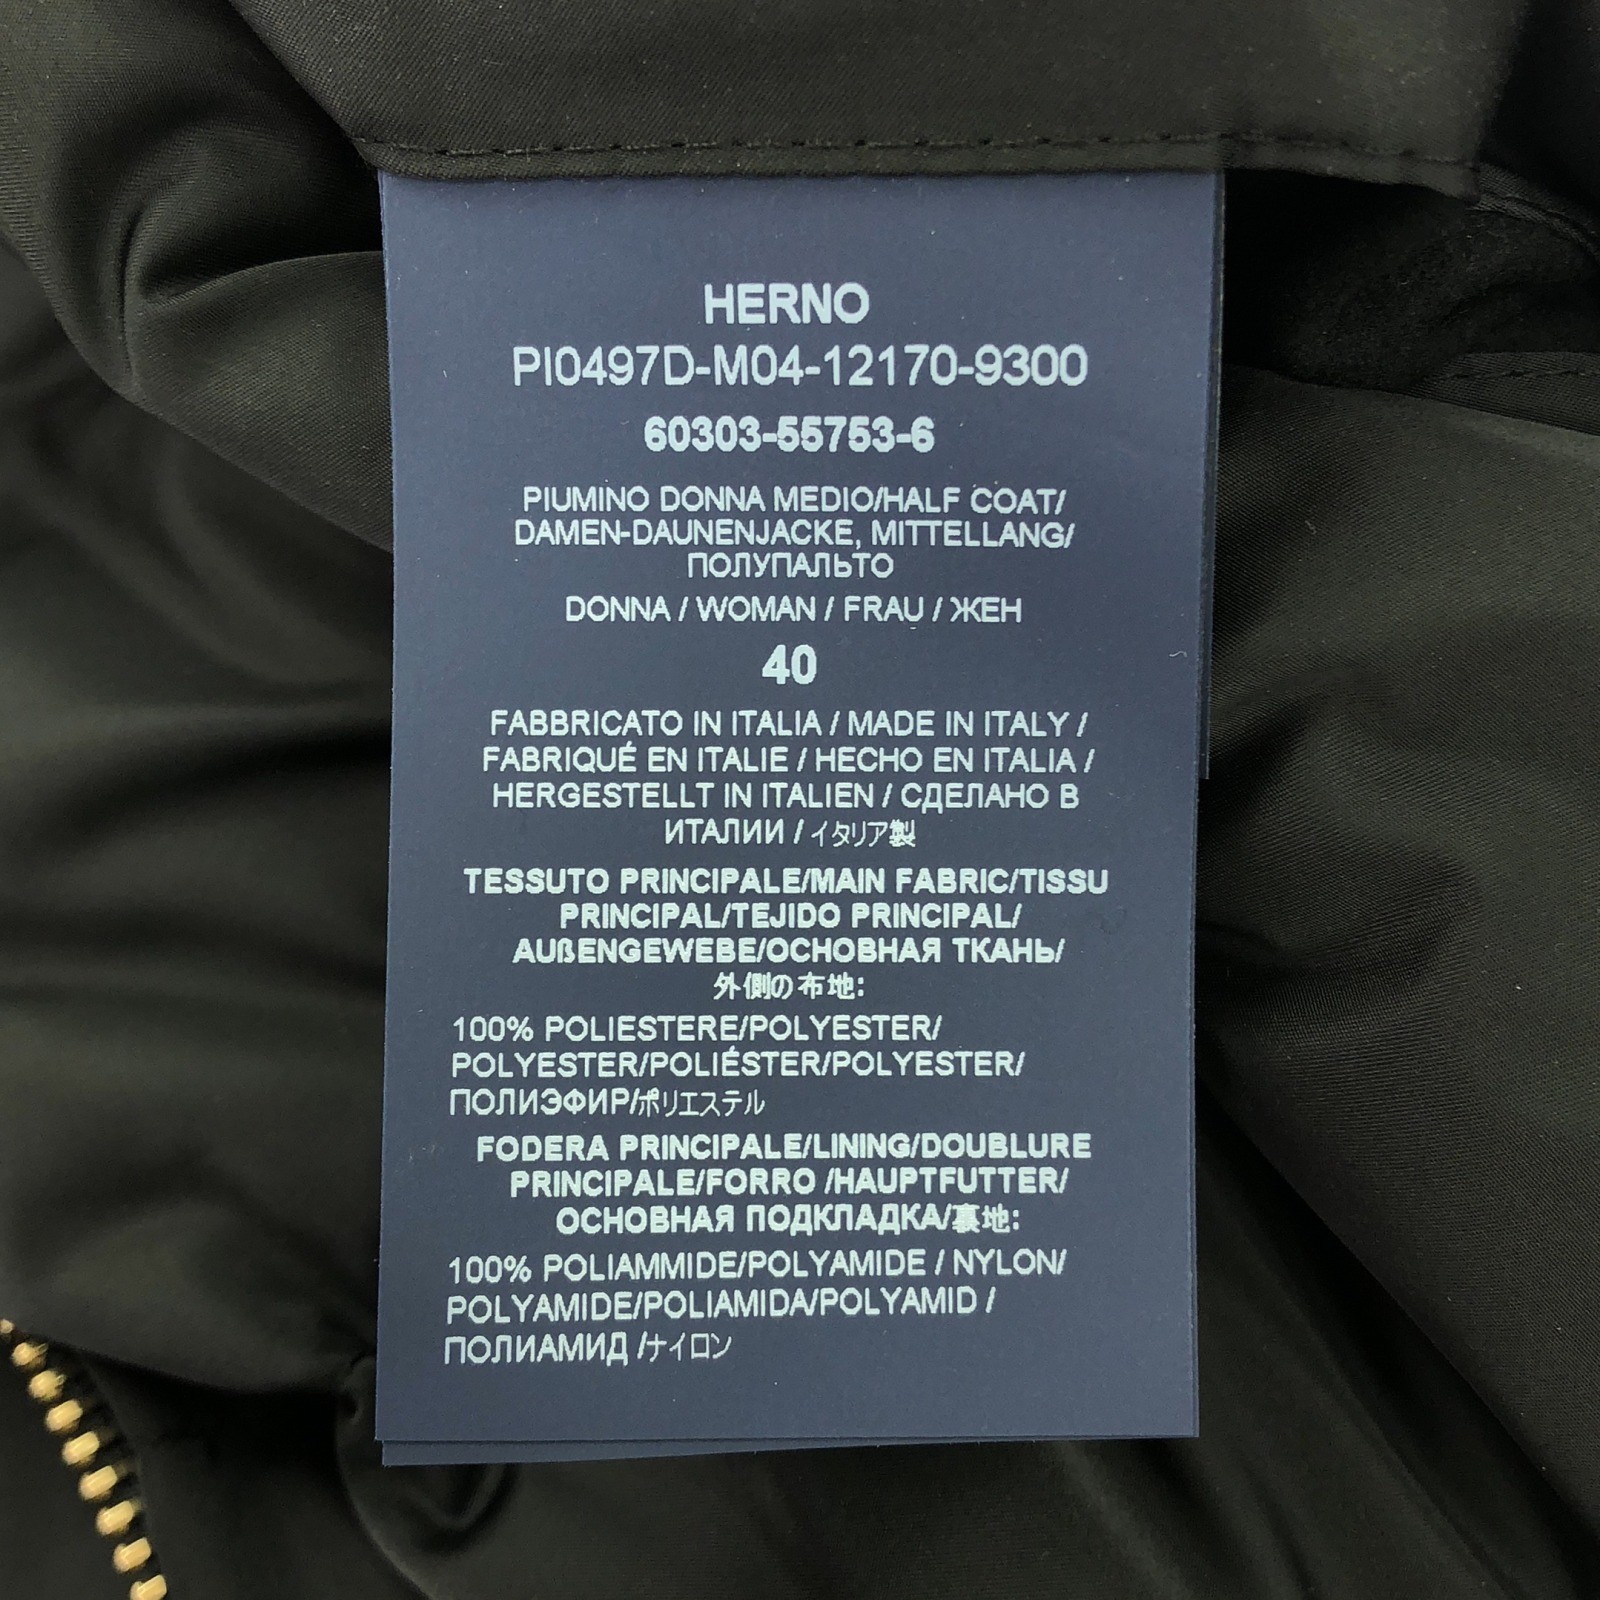 HERNO
PI0497D-M04-12170-9300
60303-55753-6
PIUMINO DONNA MEDIO/HALF COAT/
DAMEN-DAUNENJACKE, MITTELLANG/
ПОЛУПАЛЬТО
DONNA / WOMAN / FRAU / ЖЕН
40
FABBRICATO IN ITALIA / MADE IN ITALY /
FABRIQUÉ EN ITALIE / HECHO EN ITALIA /
HERGESTELLT IN ITALIEN / СДЕЛАНО В
ИТАЛИИ / イタリア製
TESSUTO PRINCIPALE/MAIN FABRIC/TISSU
PRINCIPAL/TEJIDO PRINCIPAL/
AUßENGEWEBE/ОСНОВНАЯ ТКАНЬ/
外側の布地:
100% POLIESTERE/POLYESTER/
POLYESTER/POLIÉSTER/POLYESTER/
ПОЛИЭФИР/ポリエステル
FODERA PRINCIPALE/LINING/DOUBLURE
PRINCIPALE/FORRO /HAUPTFUTTER/
ОСНОВНАЯ ПОДКЛАДКА/裏地:
100% POLIAMMIDE/POLYAMIDE / NYLON/
POLYAMIDE/POLIAMIDA/POLYAMID /
ПОЛИАМИД /ナイロン